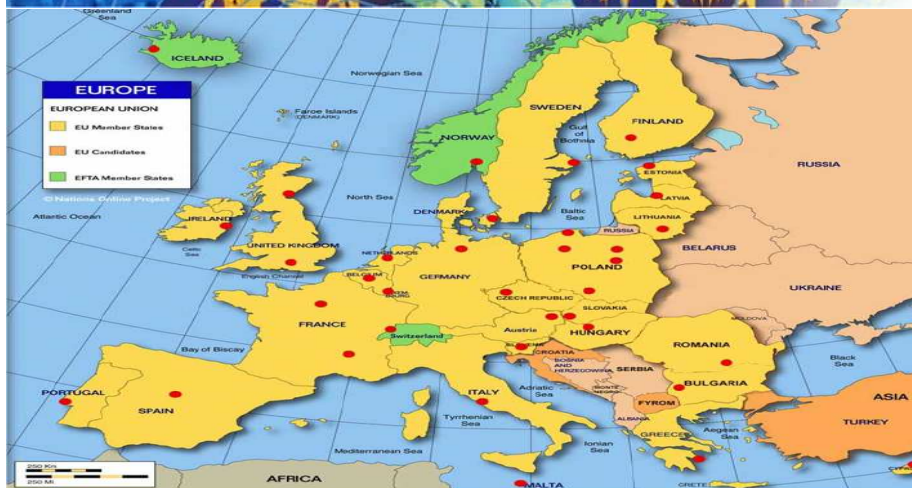 Greenland Sea
ICELAND
Norwegian Sea
EUROPE
EUROPEAN UNION
EU Member States
EU Candidates
EFTA Member States
© Nations Online Project
Faroe Islands
(DENMARK)
SWEDEN
FINLAND
NORWAY
Gulf
of
Bothnia
RUSSIA
ESTONIA
North Sea
LATVIA
Atlantic Ocean
IRELAND
DENMARK
Baltic
Sea
LITHUANIA
RUSSIA
Celtic
Sea
UNITED KINGDOM
BELARUS
NETHERLANDS
English Channel
BELGIUM
GERMANY
POLAND
UKRAINE
CZECH REPUBLIC
SLOVAKIA
FRANCE
Austrie
HUNGARY
MOLDOVA
Switzerland
ROMANIA
Bay of Biscay
CROATIA
BOSNIA
AND
HERZEGOWINA
SERBIA
Black
Sea
PORTUGAL
SPAIN
ITALY
Adriatic
Sea
BULGARIA
ASIA
FYROM
Tyrrhenian
Sea
ALBANIA
TURKEY
GREECE
Aegean
Sea
Mediterranean Sea
Ionian
Sea
250 Km
250 Mi
AFRICA
MALTA
CRETE